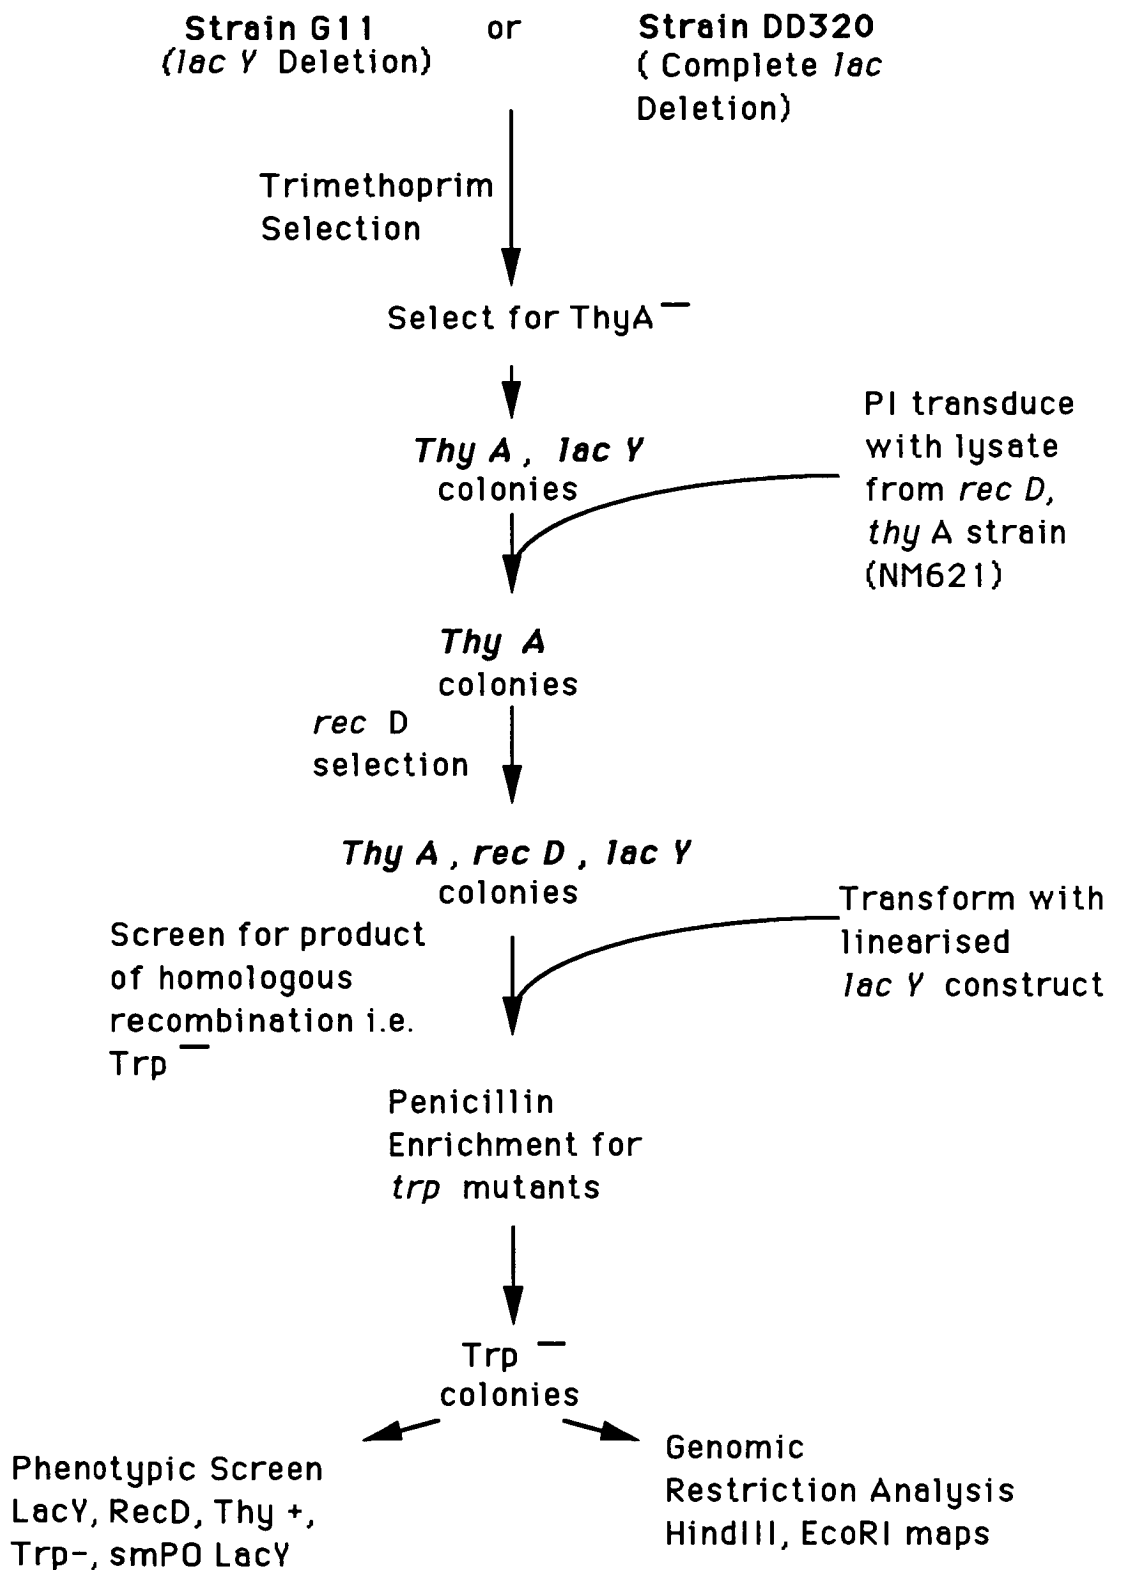 Strain G11 or Strain DD320
(lac Y Deletion)
( Complete lac
Deletion)
Trimethoprim
Selection
Select for ThyA –
Thy A , lac Y
colonies
PI transduce
with lysate
from rec D,
thy A strain
(NM621)
Thy A
colonies
rec D
selection
Thy A , rec D , lac Y
colonies
Transform with
linearised
lac Y construct
Screen for product
of homologous
recombination i.e.
Trp –
Penicillin
Enrichment for
trp mutants
Trp –
colonies
Phenotypic Screen
LacY, RecD, Thy +,
Trp-, smPO LacY
Genomic
Restriction Analysis
HindIII, EcoRI maps